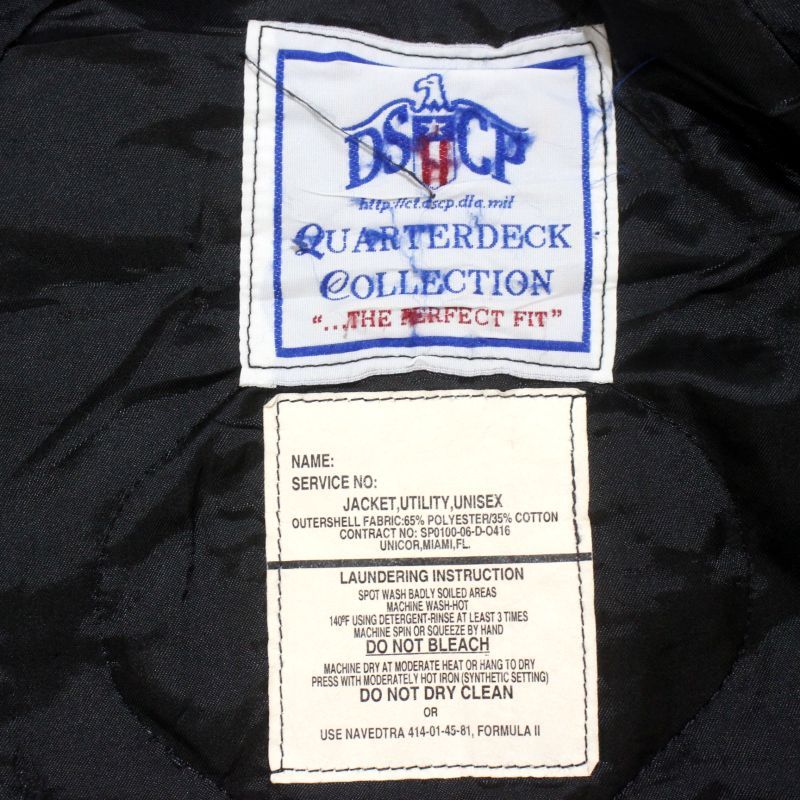 DSCP
http://ct.dscp.dla.mil
QUARTERDECK
COLLECTION
"...THE PERFECT FIT"
NAME:
SERVICE NO:
JACKET,UTILITY,UNISEX
OUTERSHELL FABRIC:65% POLYESTER/35% COTTON
CONTRACT NO: SP0100-06-D-O416
UNICOR,MIAMI,FL.
LAUNDERING INSTRUCTION
SPOT WASH BADLY SOILED AREAS
MACHINE WASH-HOT
140ºF USING DETERGENT-RINSE AT LEAST 3 TIMES
MACHINE SPIN OR SQUEEZE BY HAND
DO NOT BLEACH
MACHINE DRY AT MODERATE HEAT OR HANG TO DRY
PRESS WITH MODERATELY HOT IRON (SYNTHETIC SETTING)
DO NOT DRY CLEAN
OR
USE NAVEDTRA 414-01-45-81, FORMULA II